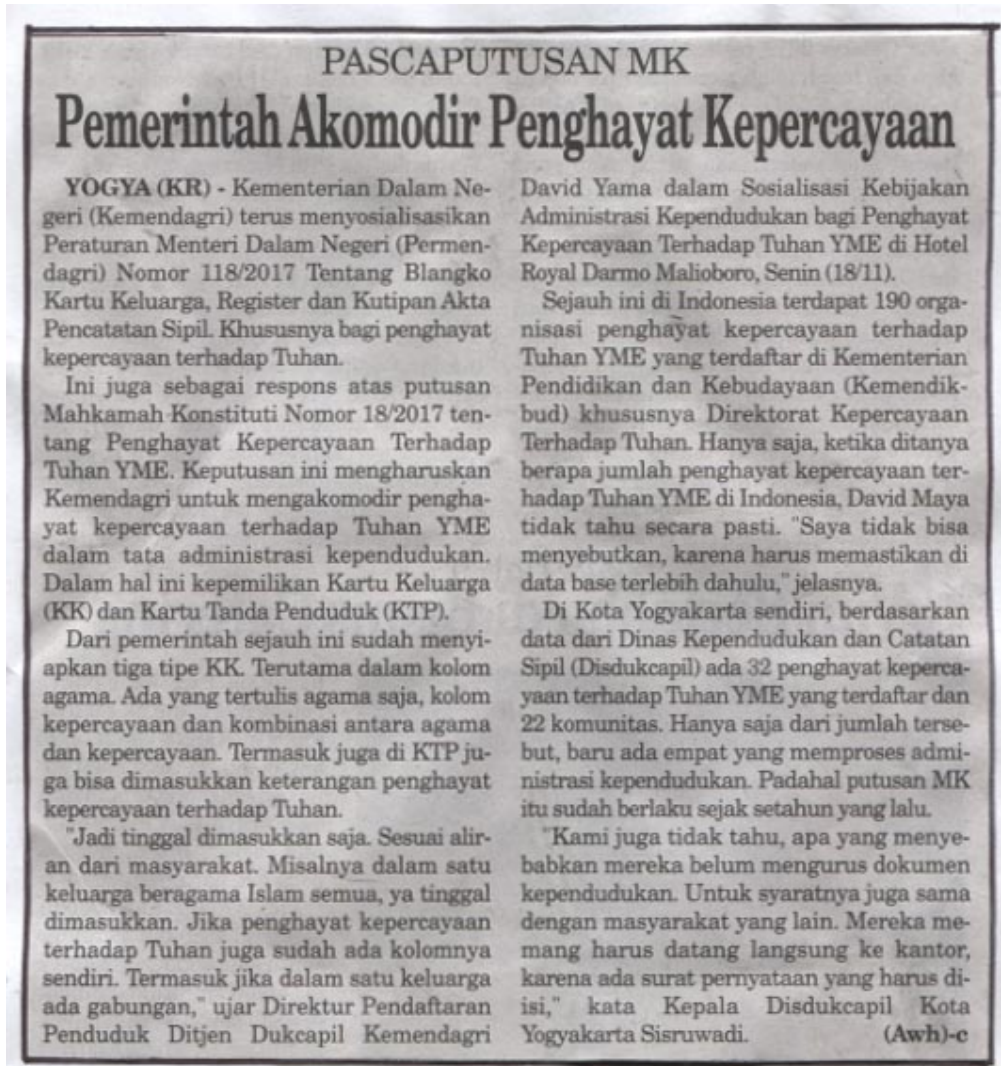 PASCAPUTUSAN MK
Pemerintah Akomodir Penghayat Kepercayaan
YOGYA (KR) - Kementerian Dalam Ne-
geri (Kemendagri) terus menyosialisasikan
Peraturan Menteri Dalam Negeri (Permen-
dagri) Nomor 118/2017 Tentang Blangko
Kartu Keluarga, Register dan Kutipan Akta
Pencatatan Sipil. Khususnya bagi penghayat
kepercayaan terhadap Tuhan.
Ini juga sebagai respons atas putusan
Mahkamah Konstituti Nomor 18/2017 ten-
tang Penghayat Kepercayaan Terhadap
Tuhan YME. Keputusan ini mengharuskan
Kemendagri untuk mengakomodir pengha-
yat kepercayaan terhadap Tuhan YME
dalam tata administrasi kependudukan.
Dalam hal ini kepemilikan Kartu Keluarga
(KK) dan Kartu Tanda Penduduk (KTP).
Dari pemerintah sejauh ini sudah menyi-
apkan tiga tipe KK. Terutama dalam kolom
agama. Ada yang tertulis agama saja, kolom
kepercayaan dan kombinasi antara agama
dan kepercayaan. Termasuk juga di KTP ju-
ga bisa dimasukkan keterangan penghayat
kepercayaan terhadap Tuhan.
"Jadi tinggal dimasukkan saja. Sesuai alir-
an dari masyarakat. Misalnya dalam satu
keluarga beragama Islam semua, ya tinggal
dimasukkan. Jika penghayat kepercayaan
terhadap Tuhan juga sudah ada kolomnya
sendiri. Termasuk jika dalam satu keluarga
ada gabungan," ujar Direktur Pendaftaran
Penduduk Ditjen Dukcapil Kemendagri
David Yama dalam Sosialisasi Kebijakan
Administrasi Kependudukan bagi Penghayat
Kepercayaan Terhadap Tuhan YME di Hotel
Royal Darmo Malioboro, Senin (18/11).
Sejauh ini di Indonesia terdapat 190 orga-
nisasi penghayat kepercayaan terhadap
Tuhan YME yang terdaftar di Kementerian
Pendidikan dan Kebudayaan (Kemendik-
bud) khususnya Direktorat Kepercayaan
Terhadap Tuhan. Hanya saja, ketika ditanya
berapa jumlah penghayat kepercayaan ter-
hadap Tuhan YME di Indonesia, David Maya
tidak tahu secara pasti. "Saya tidak bisa
menyebutkan, karena harus memastikan di
data base terlebih dahulu," jelasnya.
Di Kota Yogyakarta sendiri, berdasarkan
data dari Dinas Kependudukan dan Catatan
Sipil (Disdukcapil) ada 32 penghayat keperca-
yaan terhadap Tuhan YME yang terdaftar dan
22 komunitas. Hanya saja dari jumlah terse-
but, baru ada empat yang memproses admi-
nistrasi kependudukan. Padahal putusan MK
itu sudah berlaku sejak setahun yang lalu.
"Kami juga tidak tahu, apa yang menye-
babkan mereka belum mengurus dokumen
kependudukan. Untuk syaratnya juga sama
dengan masyarakat yang lain. Mereka me-
mang harus datang langsung ke kantor,
karena ada surat pernyataan yang harus di-
isi," kata Kepala Disdukcapil Kota
Yogyakarta Sisruwadi. (Awh)-c